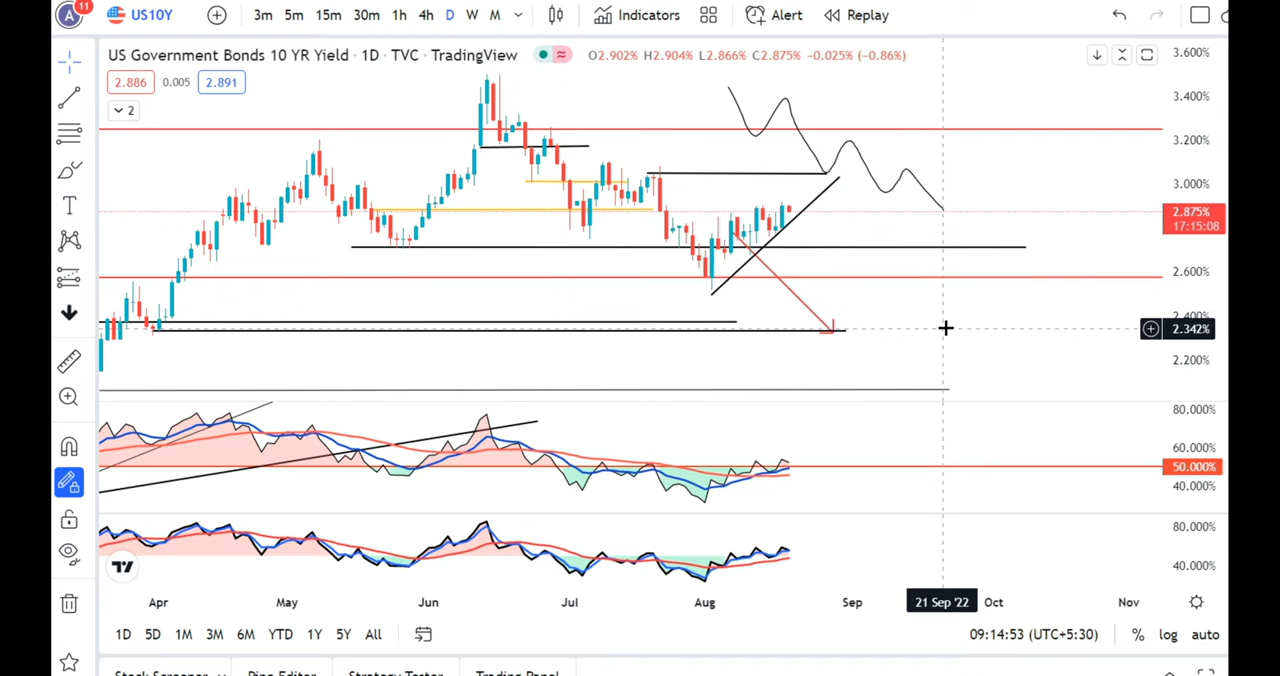 A 11 US10Y 3m 5m 15m 30m 1h 4h D W M Indicators Alert Replay
US Government Bonds 10 YR Yield · 1D · TVC · TradingView ≈ O2.902% H2.904% L2.866% C2.875% -0.025% (-0.86%)
2.886 0.005 2.891
2
3.600%
3.400%
3.200%
3.000%
2.875%
17:15:08
2.600%
2.400%
2.342%
2.200%
80.000%
60.000%
50.000%
40.000%
80.000%
40.000%
Apr May Jun Jul Aug Sep 21 Sep '22 Oct Nov
1D 5D 1M 3M 6M YTD 1Y 5Y All 09:14:53 (UTC+5:30) % log auto
Stock Screener Pine Editor Strategy Tester Trading Panel